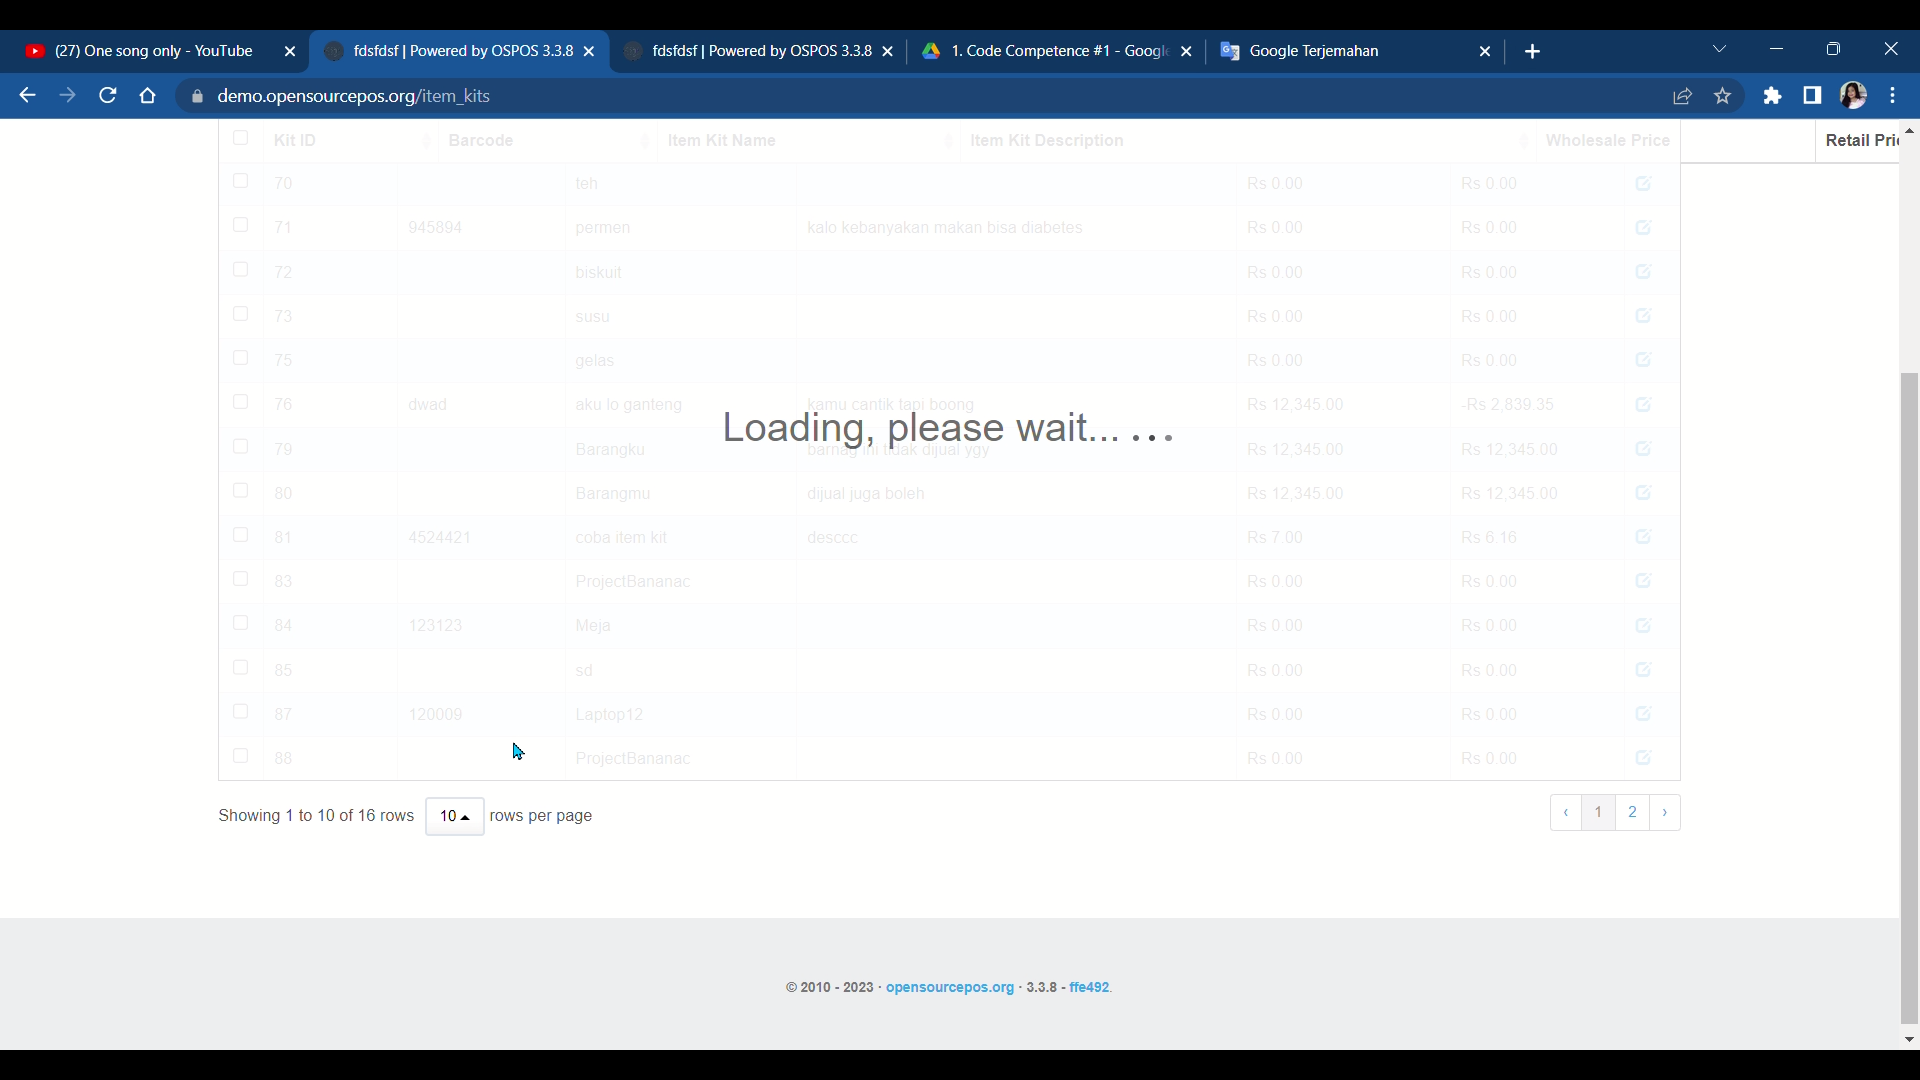 (27) One song only - YouTube
fdsfdsf | Powered by OSPOS 3.3.8
fdsfdsf | Powered by OSPOS 3.3.8
1. Code Competence #1 - Google
Google Terjemahan
demo.opensourcepos.org/item_kits
Kit ID Barcode Item Kit Name Item Kit Description Wholesale Price Retail Pri
70 teh Rs 0.00 Rs 0.00
71 945894 permen kalo kebanyakan makan bisa diabetes Rs 0.00 Rs 0.00
72 biskuit Rs 0.00 Rs 0.00
73 susu Rs 0.00 Rs 0.00
75 gelas Rs 0.00 Rs 0.00
76 dwad aku lo ganteng kamu cantik tapi boong Rs 12,345.00 -Rs 2,839.35
Loading, please wait... ...
79 Barangku barnag ini tidak dijual ygy Rs 12,345.00 Rs 12,345.00
80 Barangmu dijual juga boleh Rs 12,345.00 Rs 12,345.00
81 4524421 coba item kit desccc Rs 7.00 Rs 6.16
83 ProjectBananac Rs 0.00 Rs 0.00
84 123123 Meja Rs 0.00 Rs 0.00
85 sd Rs 0.00 Rs 0.00
87 120009 Laptop12 Rs 0.00 Rs 0.00
88 ProjectBananac Rs 0.00 Rs 0.00
Showing 1 to 10 of 16 rows 10 rows per page ‹ 1 2 ›
© 2010 - 2023 · opensourcepos.org · 3.3.8 - ffe492.